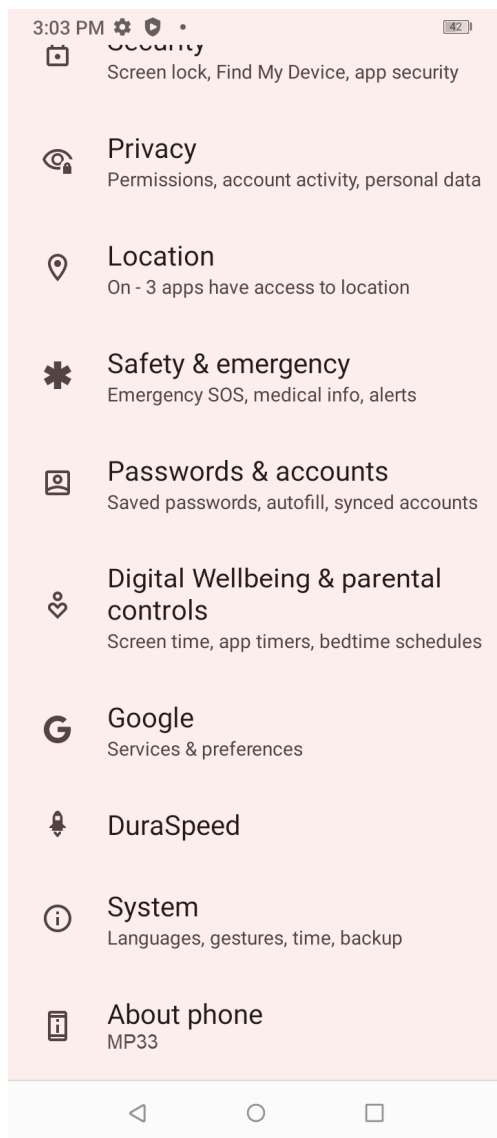 3:03 PM
42
Security
Screen lock, Find My Device, app security
Privacy
Permissions, account activity, personal data
Location
On - 3 apps have access to location
Safety & emergency
Emergency SOS, medical info, alerts
Passwords & accounts
Saved passwords, autofill, synced accounts
Digital Wellbeing & parental
controls
Screen time, app timers, bedtime schedules
Google
Services & preferences
DuraSpeed
System
Languages, gestures, time, backup
About phone
MP33